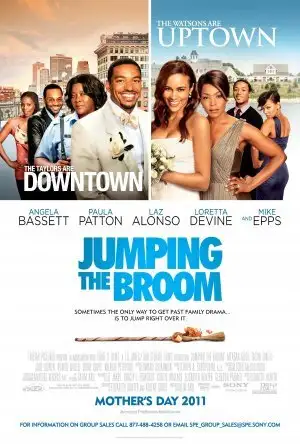 THE WATSONS ARE
UPTOWN
THE TAYLORS ARE
DOWNTOWN
ANGELA BASSETT
PAULA PATTON
LAZ ALONSO
LORETTA DEVINE
AND MIKE EPPS
JUMPING
THE BROOM
SOMETIMES THE ONLY WAY TO GET PAST FAMILY DRAMA...
IS TO JUMP RIGHT OVER IT.
SONY
MOTHER'S DAY 2011
FOR INFORMATION ON GROUP SALES CALL 877-488-4258 OR EMAIL SPE_GROUP_SALES@SPE.SONY.COM